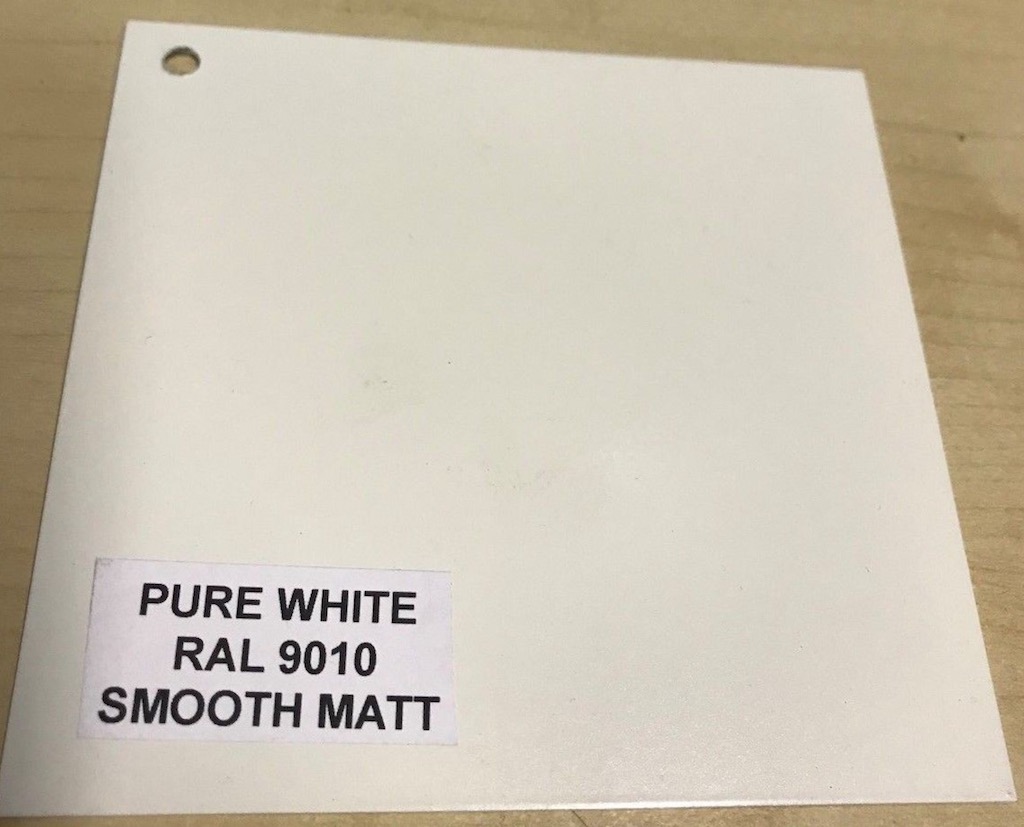 PURE WHITE
RAL 9010
SMOOTH MATT